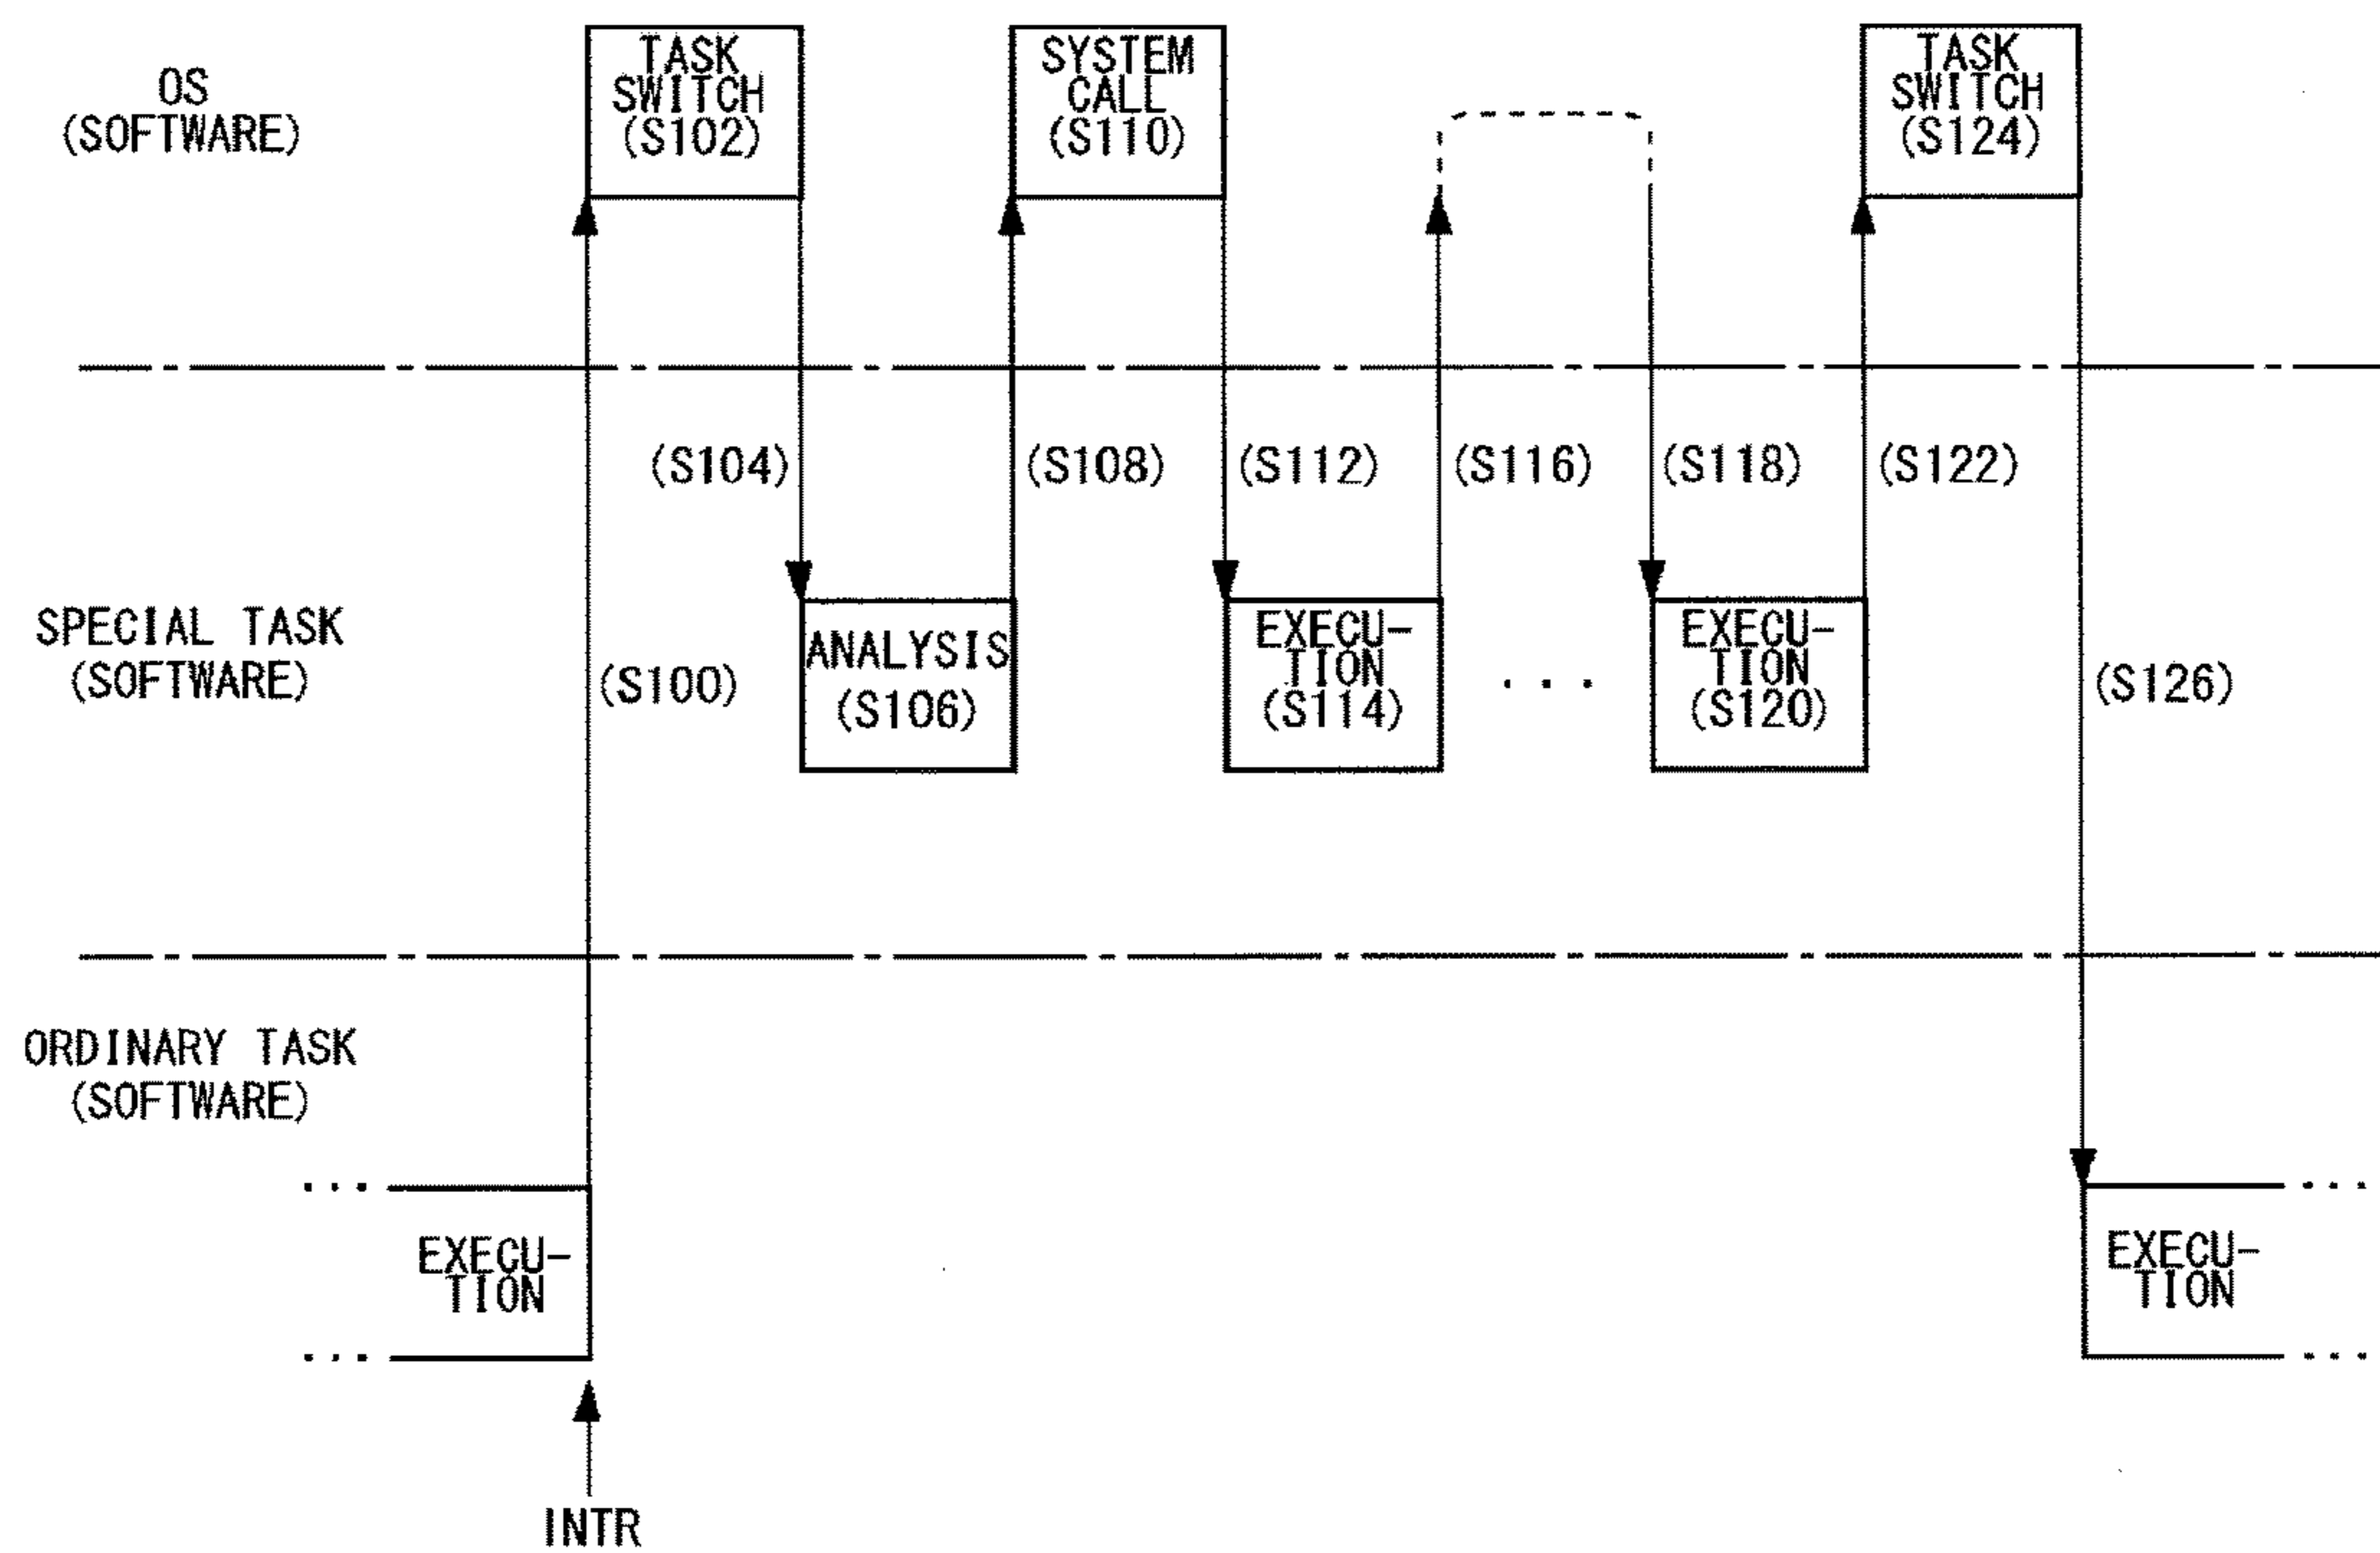 OS
(SOFTWARE)
TASK
SWITCH
(S102)
SYSTEM
CALL
(S110)
TASK
SWITCH
(S124)
(S104)
(S108)
(S112)
(S116)
(S118)
(S122)
SPECIAL TASK
(SOFTWARE)
(S100)
ANALYSIS
(S106)
EXECU-
TION
(S114)
...
EXECU-
TION
(S120)
(S126)
ORDINARY TASK
(SOFTWARE)
... ...
EXECU-
TION
EXECU-
TION
... ...
INTR